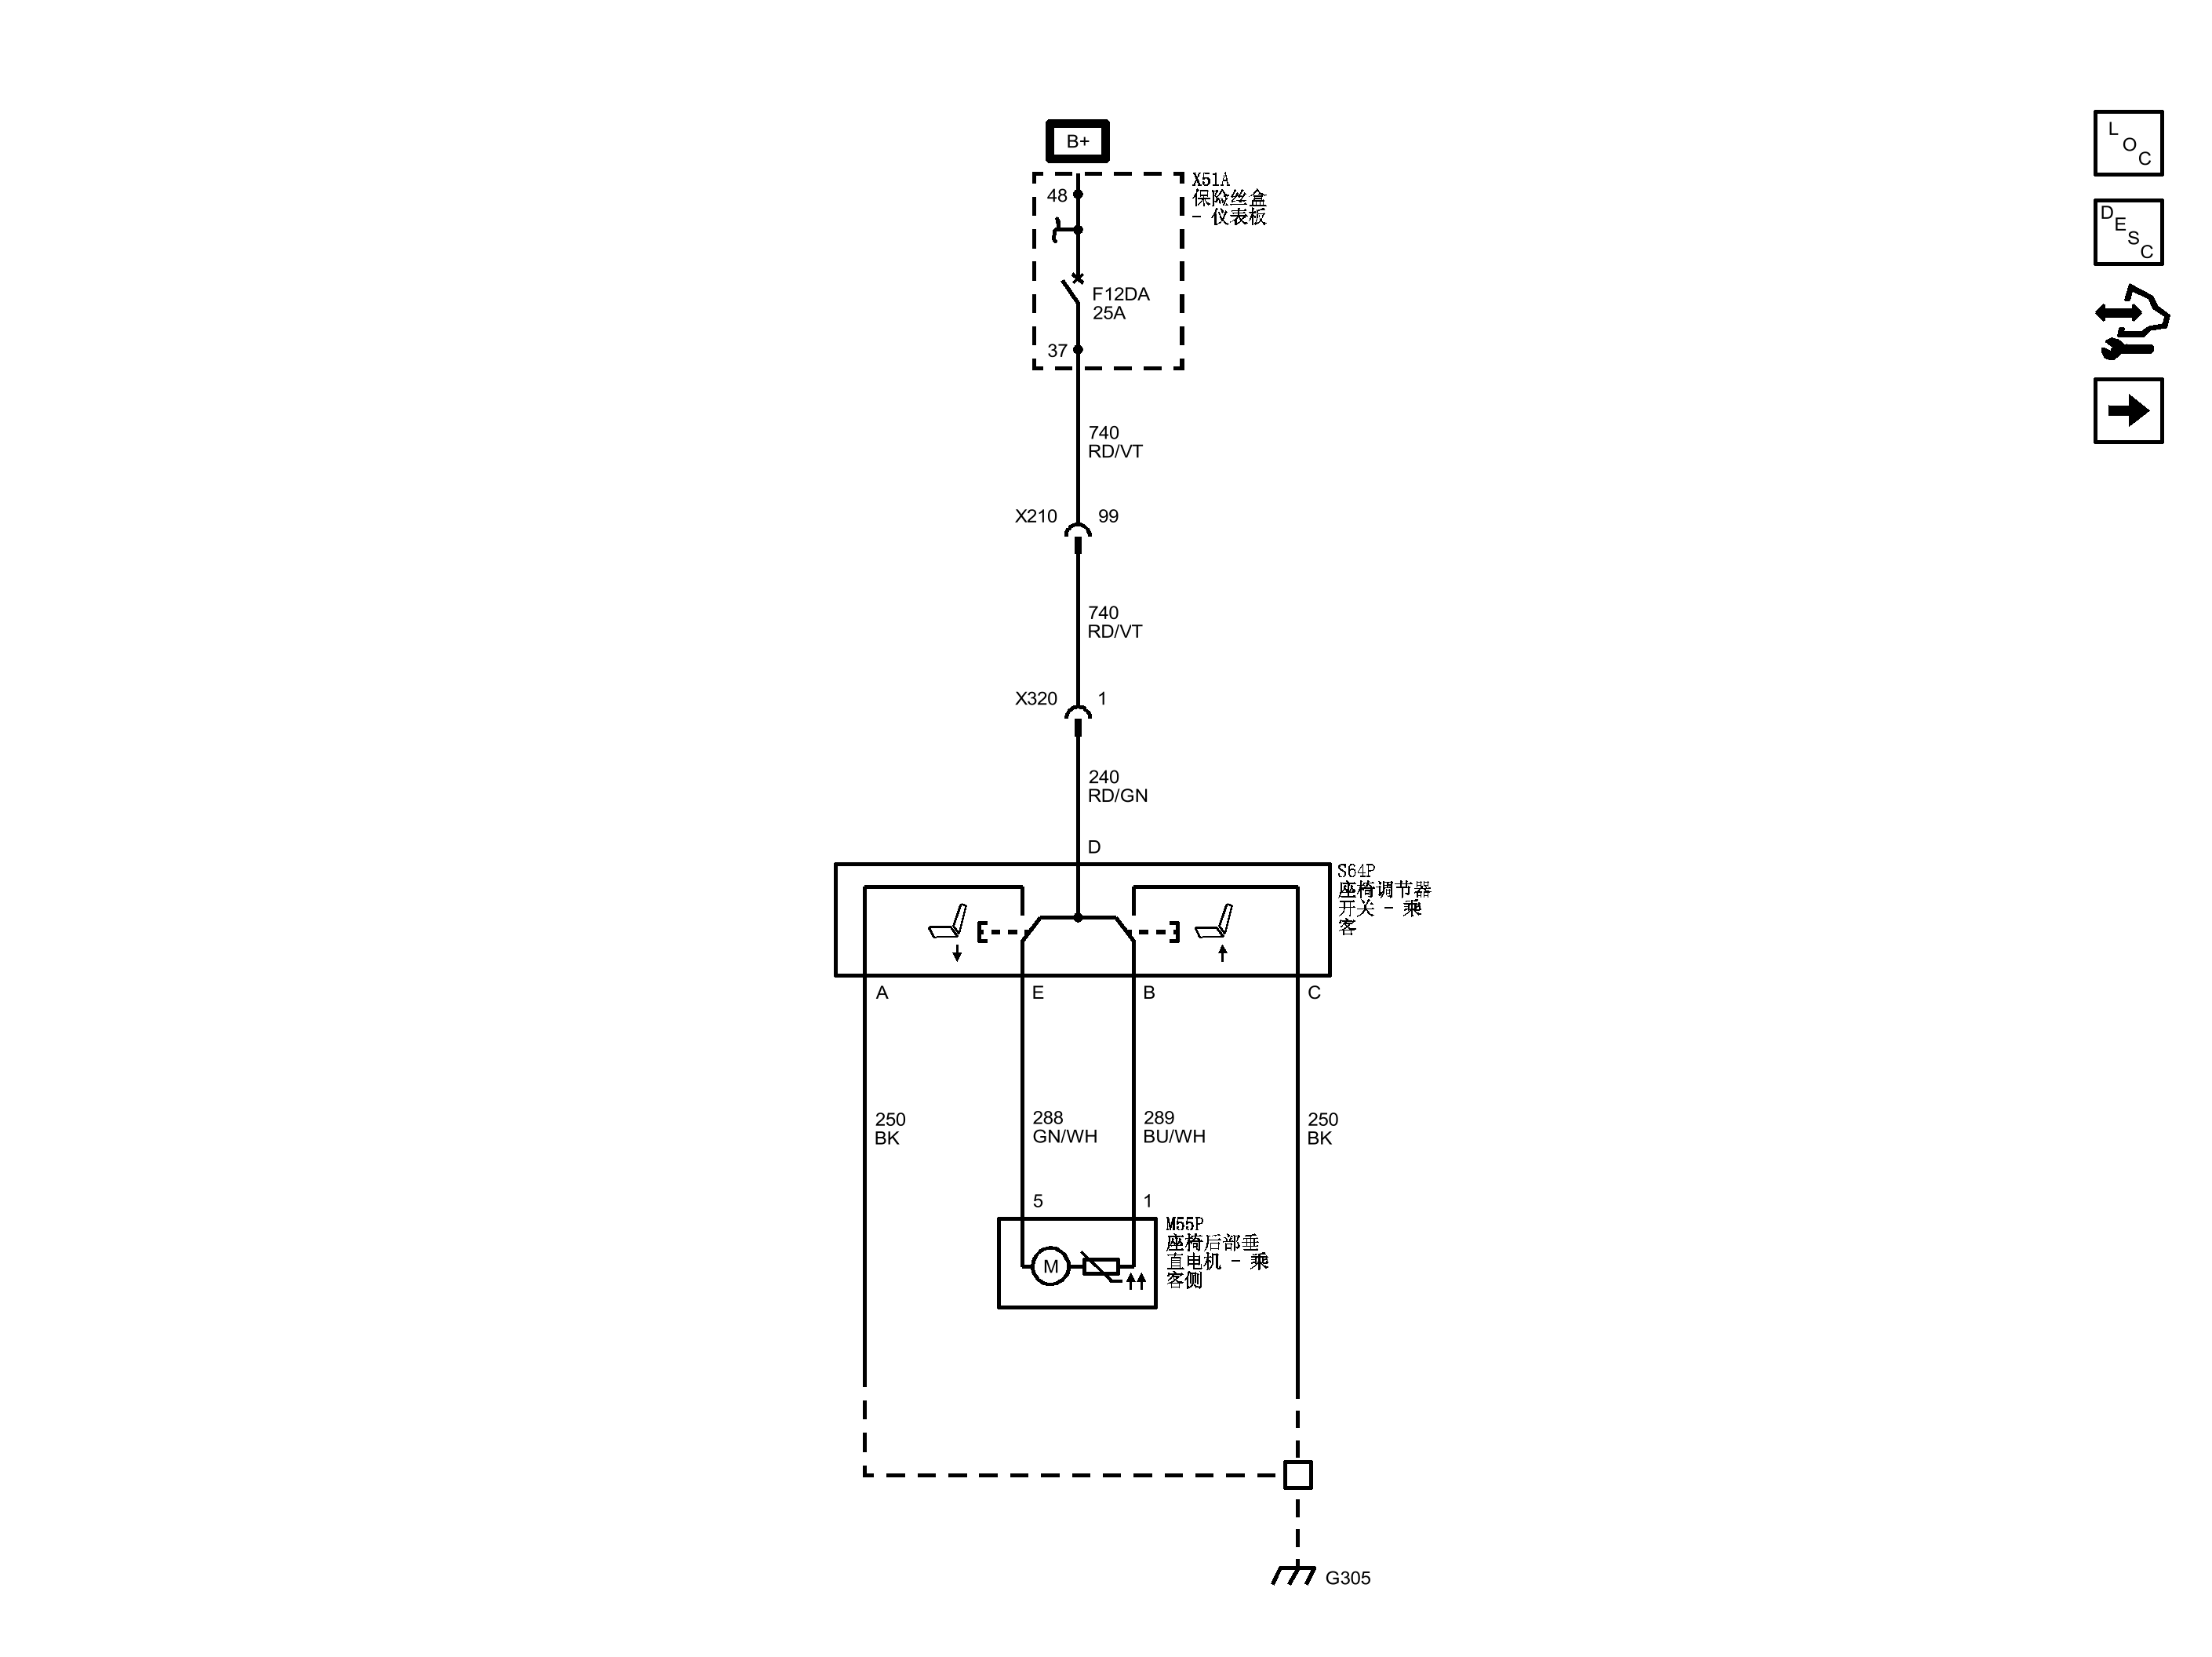 B+
X51A
保险丝盒
- 仪表板
48
F12DA
25A
37
740
RD/VT
X210
99
740
RD/VT
X320
1
240
RD/GN
D
S64P
座椅调节器
开关 - 乘
客
A
E
B
C
250
BK
288
GN/WH
289
BU/WH
250
BK
5
1
M55P
座椅后部垂
直电机 - 乘
客侧
M
G305
L
O
C
D
E
S
C